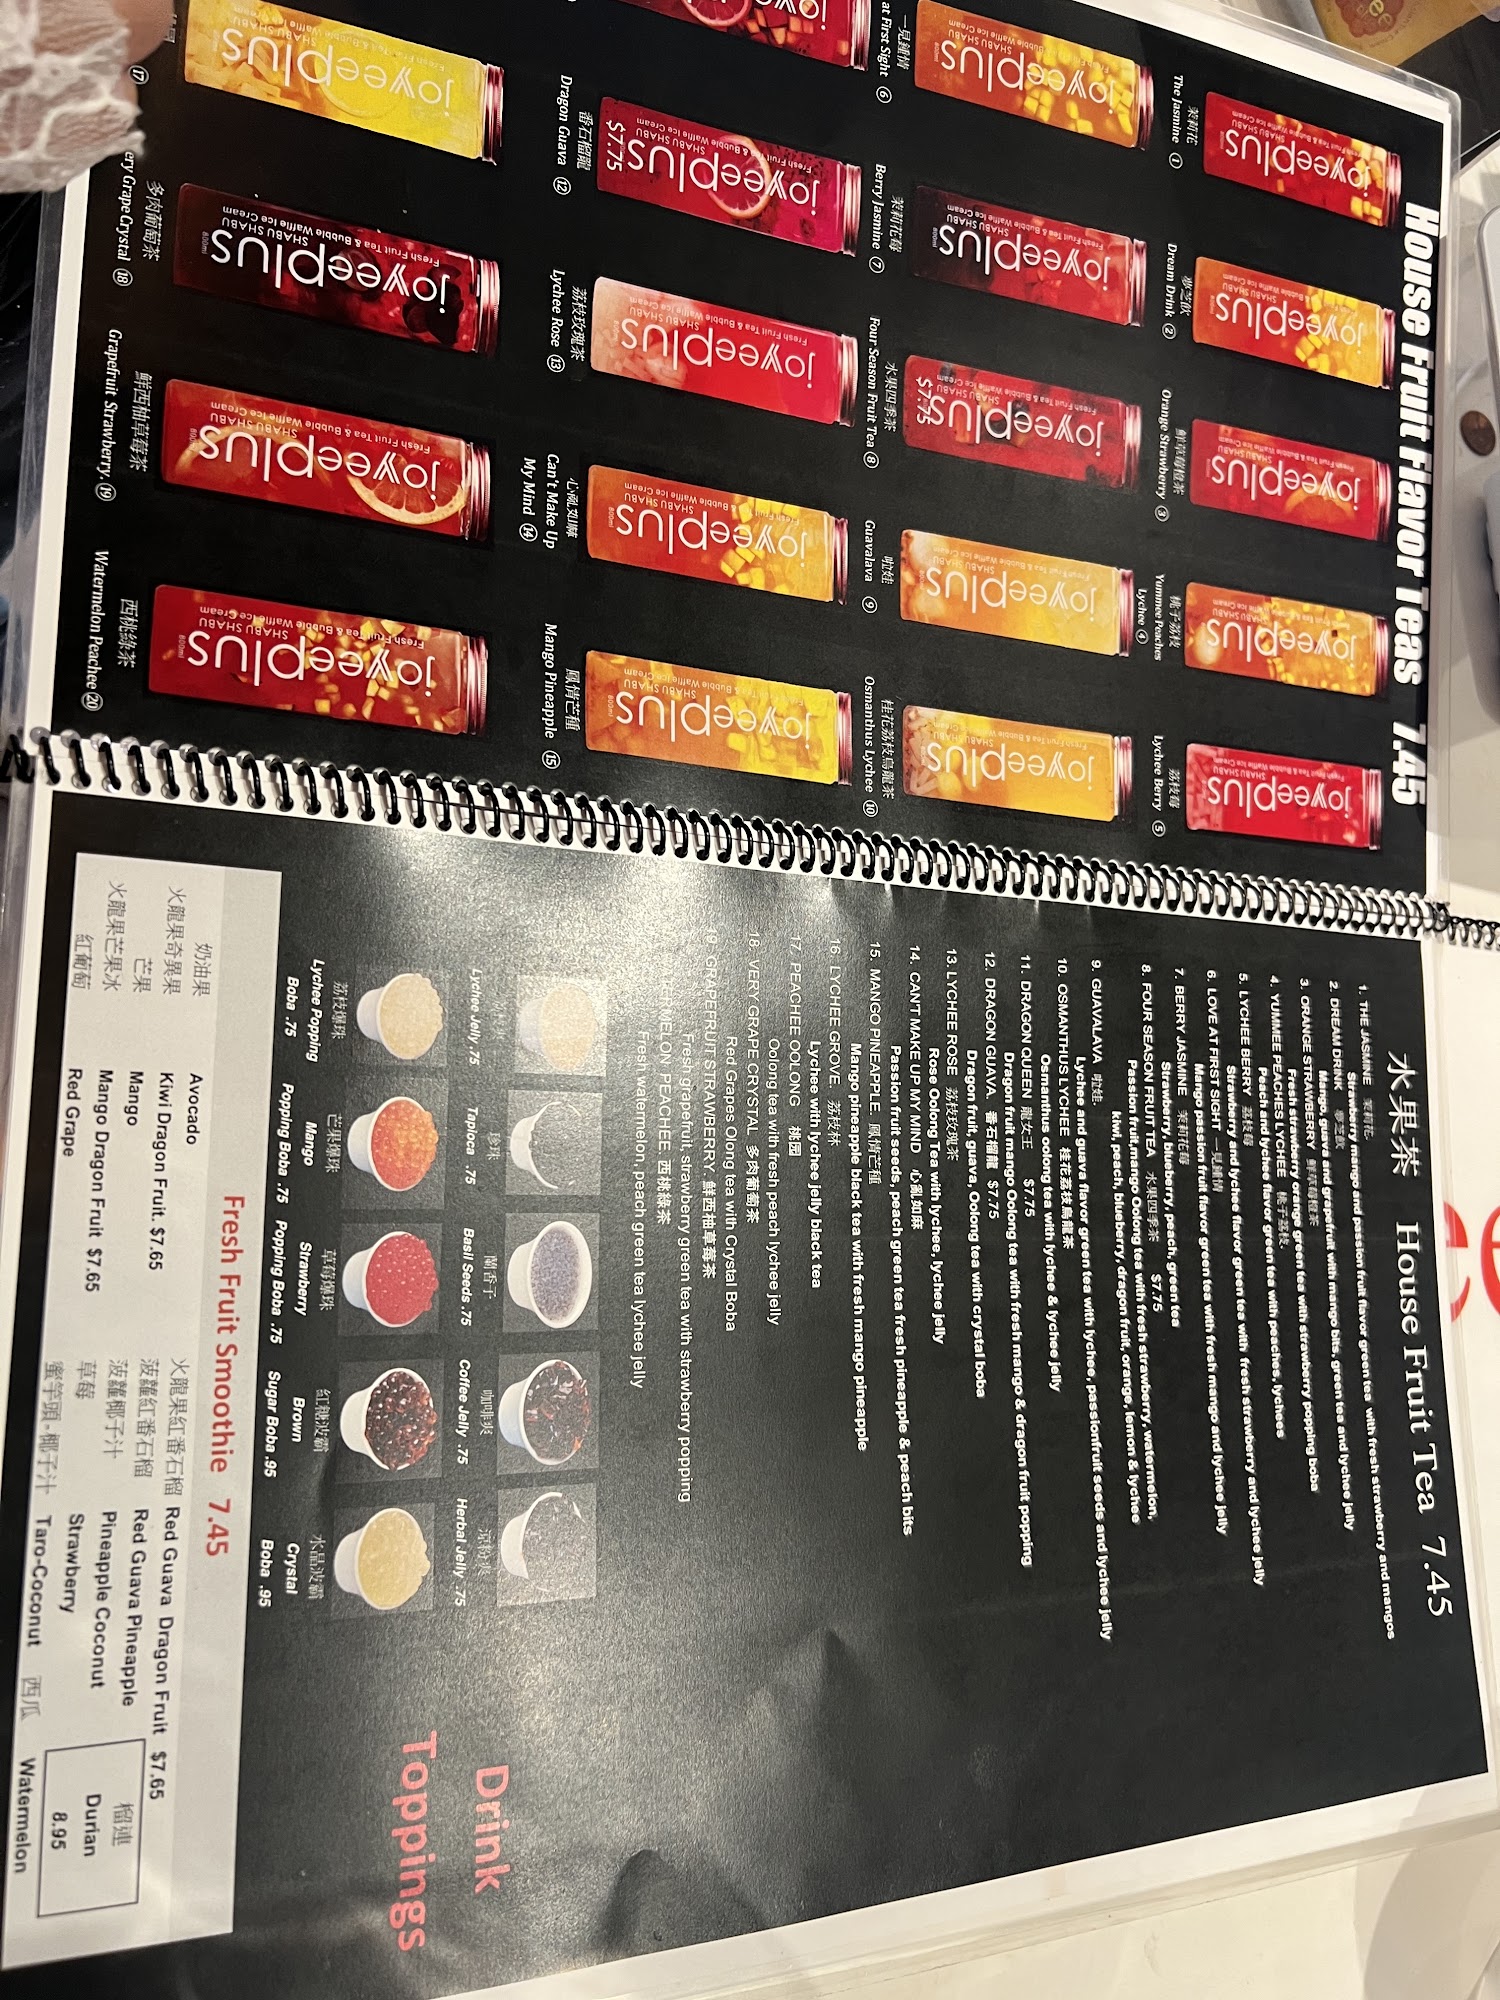 House Fruit Flavor Teas 7.45
茉莉花
The Jasmine ①
夢芝飲
Dream Drink ②
鮮草莓橙茶
Orange Strawberry ③
桃子荔枝
Yummee Peaches
Lychee ④
荔枝莓
Lychee Berry ⑤
一見鍾情
at First Sight ⑥
茉莉花莓
Berry Jasmine ⑦
水果四季茶
Four Season Fruit Tea ⑧
$7.75
啦娃
Guavalava ⑨
桂花荔枝烏龍茶
Osmanthus Lychee ⑩
番石榴龍
Dragon Guava ⑫
$7.75
荔枝玫瑰茶
Lychee Rose ⑬
心亂如麻
Can't Make Up
My Mind ⑭
鳳情芒種
Mango Pineapple ⑮
⑰
多肉葡萄茶
ery Grape Crystal ⑱
鮮西柚草莓茶
Grapefruit Strawberry. ⑲
西桃綠茶
Watermelon Peachee ⑳
joyeeplus
Fresh Fruit Tea & Bubble Waffle Ice Cream
SHABU SHABU
800ml
水果茶 House Fruit Tea 7.45
1. THE JASMINE 茉莉花
Strawberry mango and passion fruit flavor green tea with fresh strawberry and mangos
2. DREAM DRINK 夢芝飲
Mango, guava and grapefruit with mango bits, green tea and lychee jelly
3. ORANGE STRAWBERRY 鮮草莓橙茶
Fresh strawberry orange green tea with strawberry popping boba
4. YUMMEE PEACHES LYCHEE 桃子荔枝
Peach and lychee flavor green tea with peaches, lychees
5. LYCHEE BERRY 荔枝莓
Strawberry and lychee flavor green tea with fresh strawberry and lychee jelly
6. LOVE AT FIRST SIGHT 一見鍾情
Mango passion fruit flavor green tea with fresh mango and lychee jelly
7. BERRY JASMINE 茉莉花莓
Strawberry, blueberry, peach, green tea
8. FOUR SEASON FRUIT TEA 水果四季茶 $7.75
Passion fruit,mango Oolong tea with fresh strawberry, watermelon,
kiwi, peach, blueberry, dragon fruit, orange, lemon & lychee
9. GUAVALAVA 啦娃.
Lychee and guava flavor green tea with lychee, passionfruit seeds and lychee jelly
10. OSMANTHUS LYCHEE 桂花荔枝烏龍茶
Osmanthus oolong tea with lychee & lychee jelly
11. DRAGON QUEEN 龍女王 $7.75
Dragon fruit mango Oolong tea with fresh mango & dragon fruit popping
12. DRAGON GUAVA. 番石榴龍 $7.75
Dragon fruit, guava, Oolong tea with crystal boba
13. LYCHEE ROSE 荔枝玫瑰茶
Rose Oolong Tea with lychee, lychee jelly
14. CAN'T MAKE UP MY MIND 心亂如麻
Passion fruit seeds, peach green tea fresh pineapple & peach bits
15. MANGO PINEAPPLE. 鳳情芒種
Mango pineapple black tea with fresh mango pineapple
16. LYCHEE GROVE. 荔枝林
Lychee with lychee jelly black tea
17. PEACHEE OOLONG 桃園
Oolong tea with fresh peach lychee jelly
18. VERY GRAPE CRYSTAL 多肉葡萄茶
Red Grapes Olong tea with Crystal Boba
GRAPEFRUIT STRAWBERRY. 鮮西柚草莓茶
Fresh grapefruit, strawberry green tea with strawberry popping
TERMELON PEACHEE 西桃綠茶
Fresh watermelon, peach green tea lychee jelly
Drink
Toppings
Lychee Jelly .75
珍珠
Tapioca .75
蘭香子
Basil Seeds .75
咖啡爽
Coffee Jelly .75
涼粉爽
Herbal Jelly .75
荔枝爆珠
Lychee Popping
Boba .75
芒果爆珠
Mango
Popping Boba .75
草莓爆珠
Strawberry
Popping Boba .75
紅糖波霸
Brown
Sugar Boba .95
水晶波霸
Crystal
Boba .95
Fresh Fruit Smoothie 7.45
奶油果 Avocado
火龍果奇異果 Kiwi Dragon Fruit. $7.65
芒果 Mango
火龍果芒果冰 Mango Dragon Fruit $7.65
紅葡萄 Red Grape
火龍果紅番石榴 Red Guava Dragon Fruit $7.65
菠蘿紅番石榴 Red Guava Pineapple
菠蘿椰子汁 Pineapple Coconut
草莓 Strawberry
蜜芋頭-椰子汁 Taro-Coconut
西瓜 Watermelon
榴連
Durian
8.95